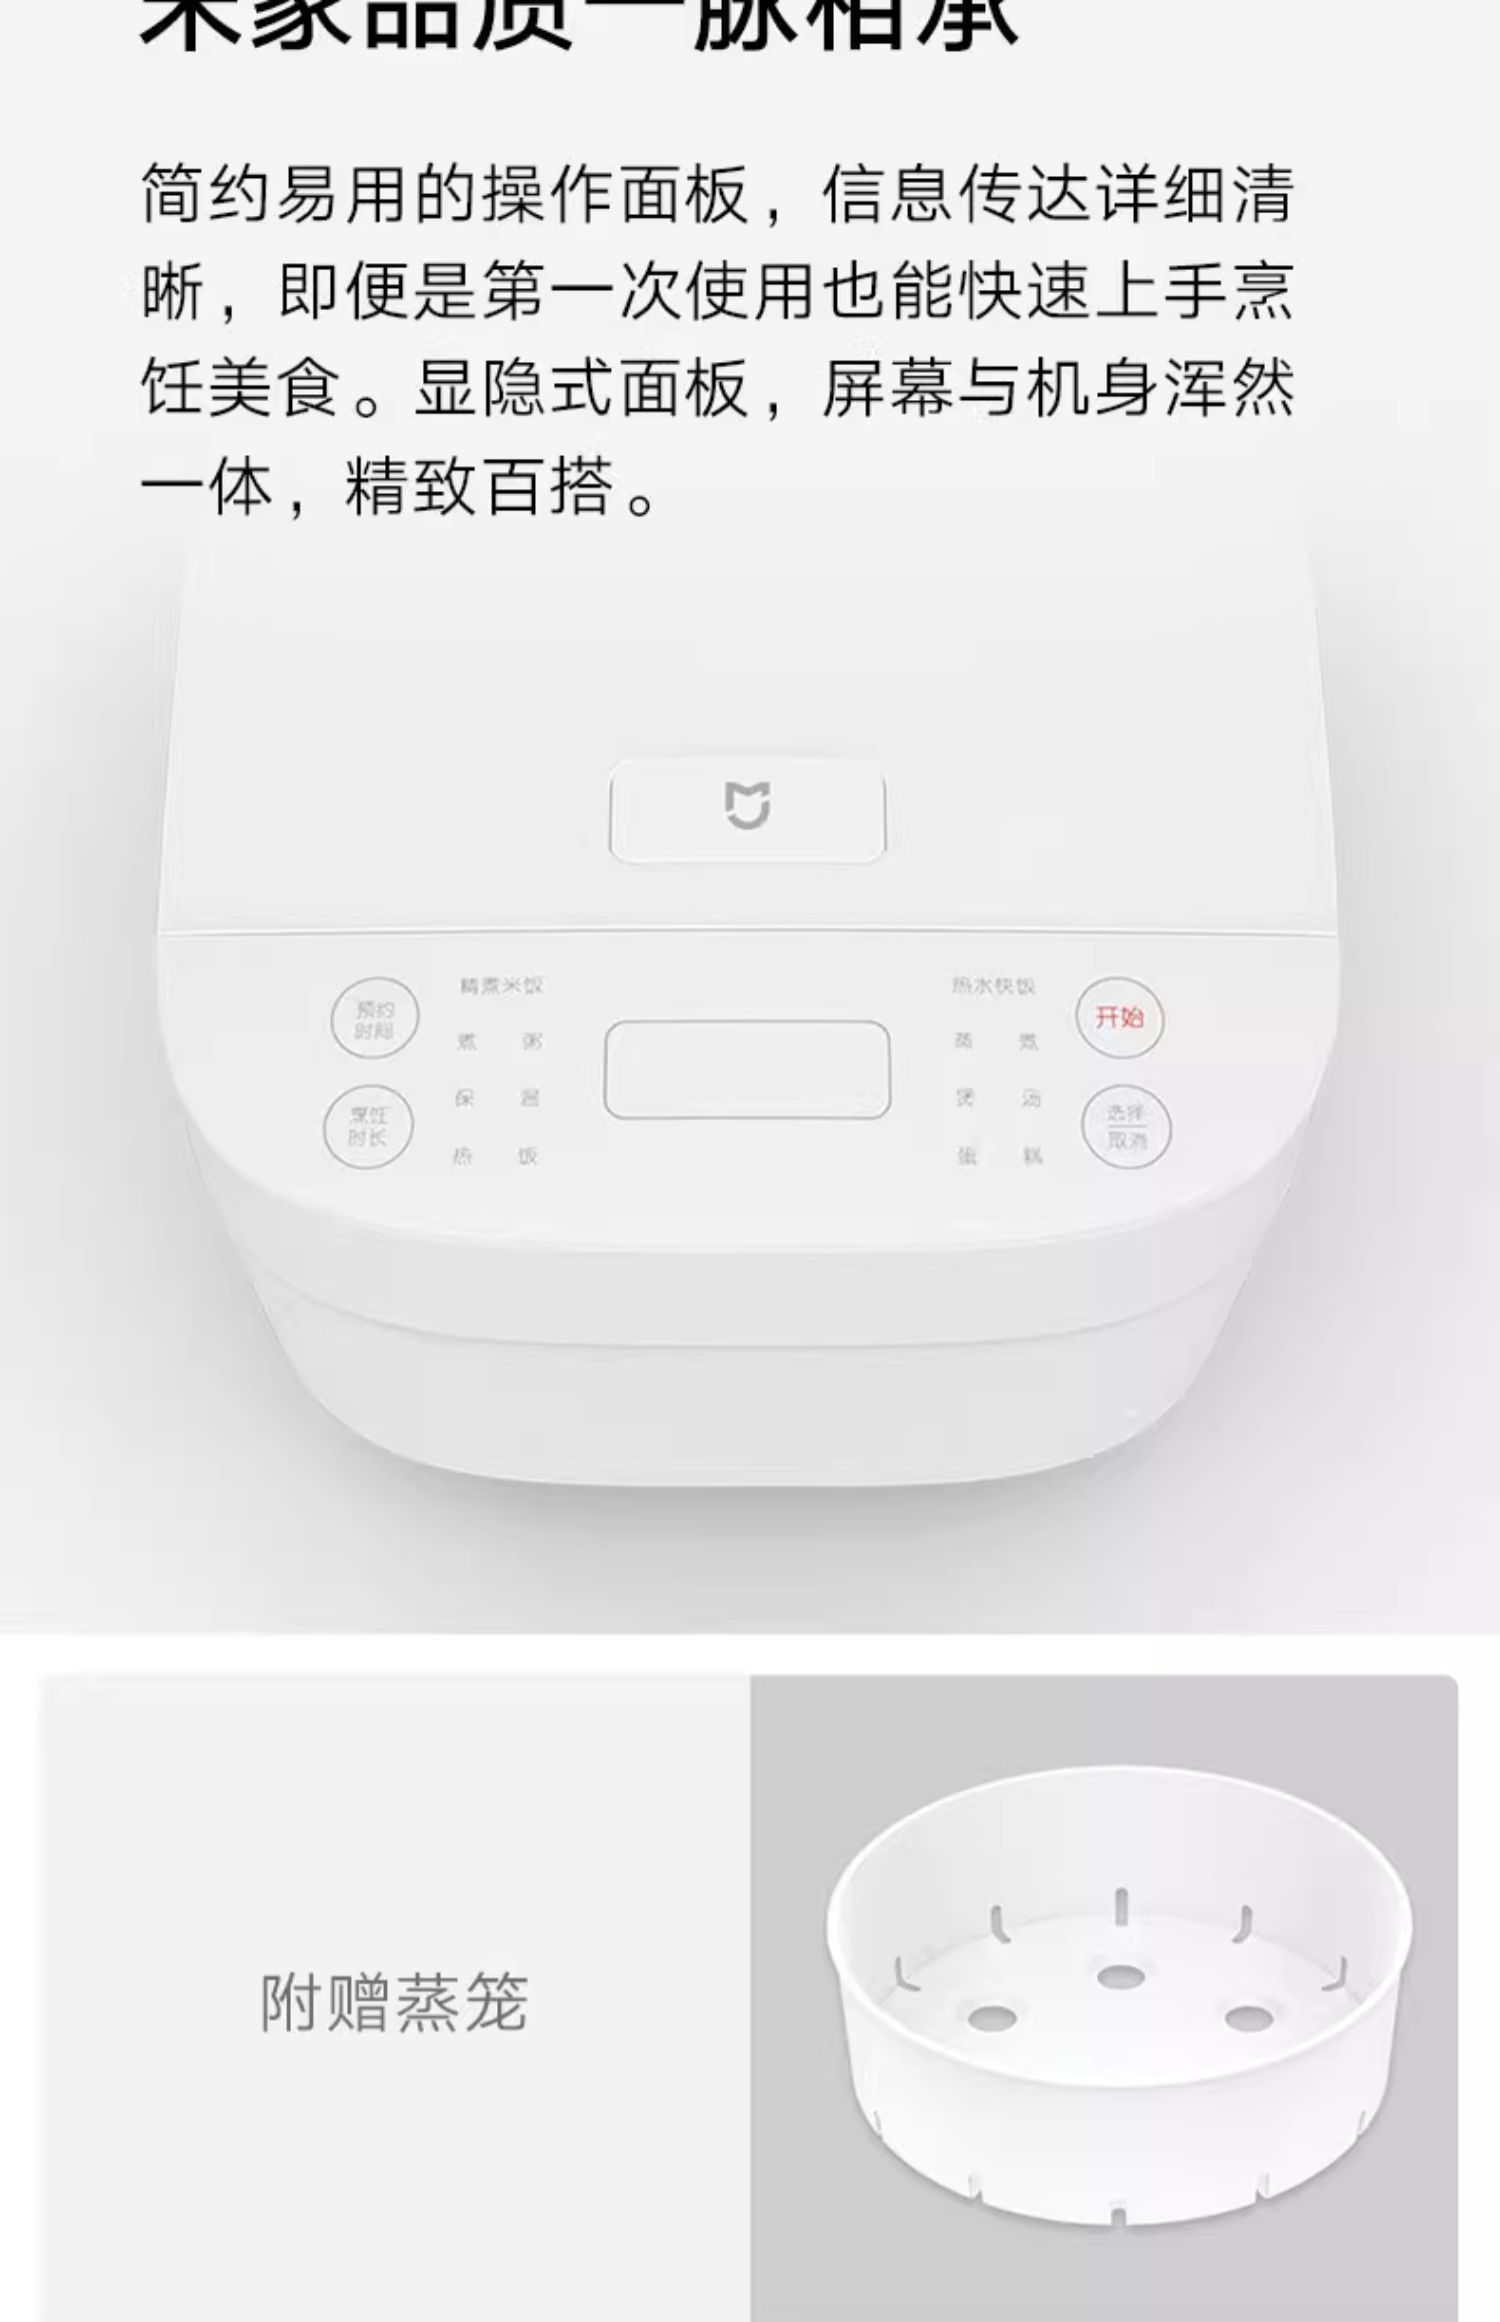 米家品质一脉相承
简约易用的操作面板，信息传达详细清
晰，即便是第一次使用也能快速上手烹
饪美食。显隐式面板，屏幕与机身浑然
一体，精致百搭。
精煮米饭
热水快饭
预约
时间
开始
煮 粥
蒸 煮
保 温
煲 汤
烹饪
时长
选择
取消
热 饭
蛋 糕
附赠蒸笼